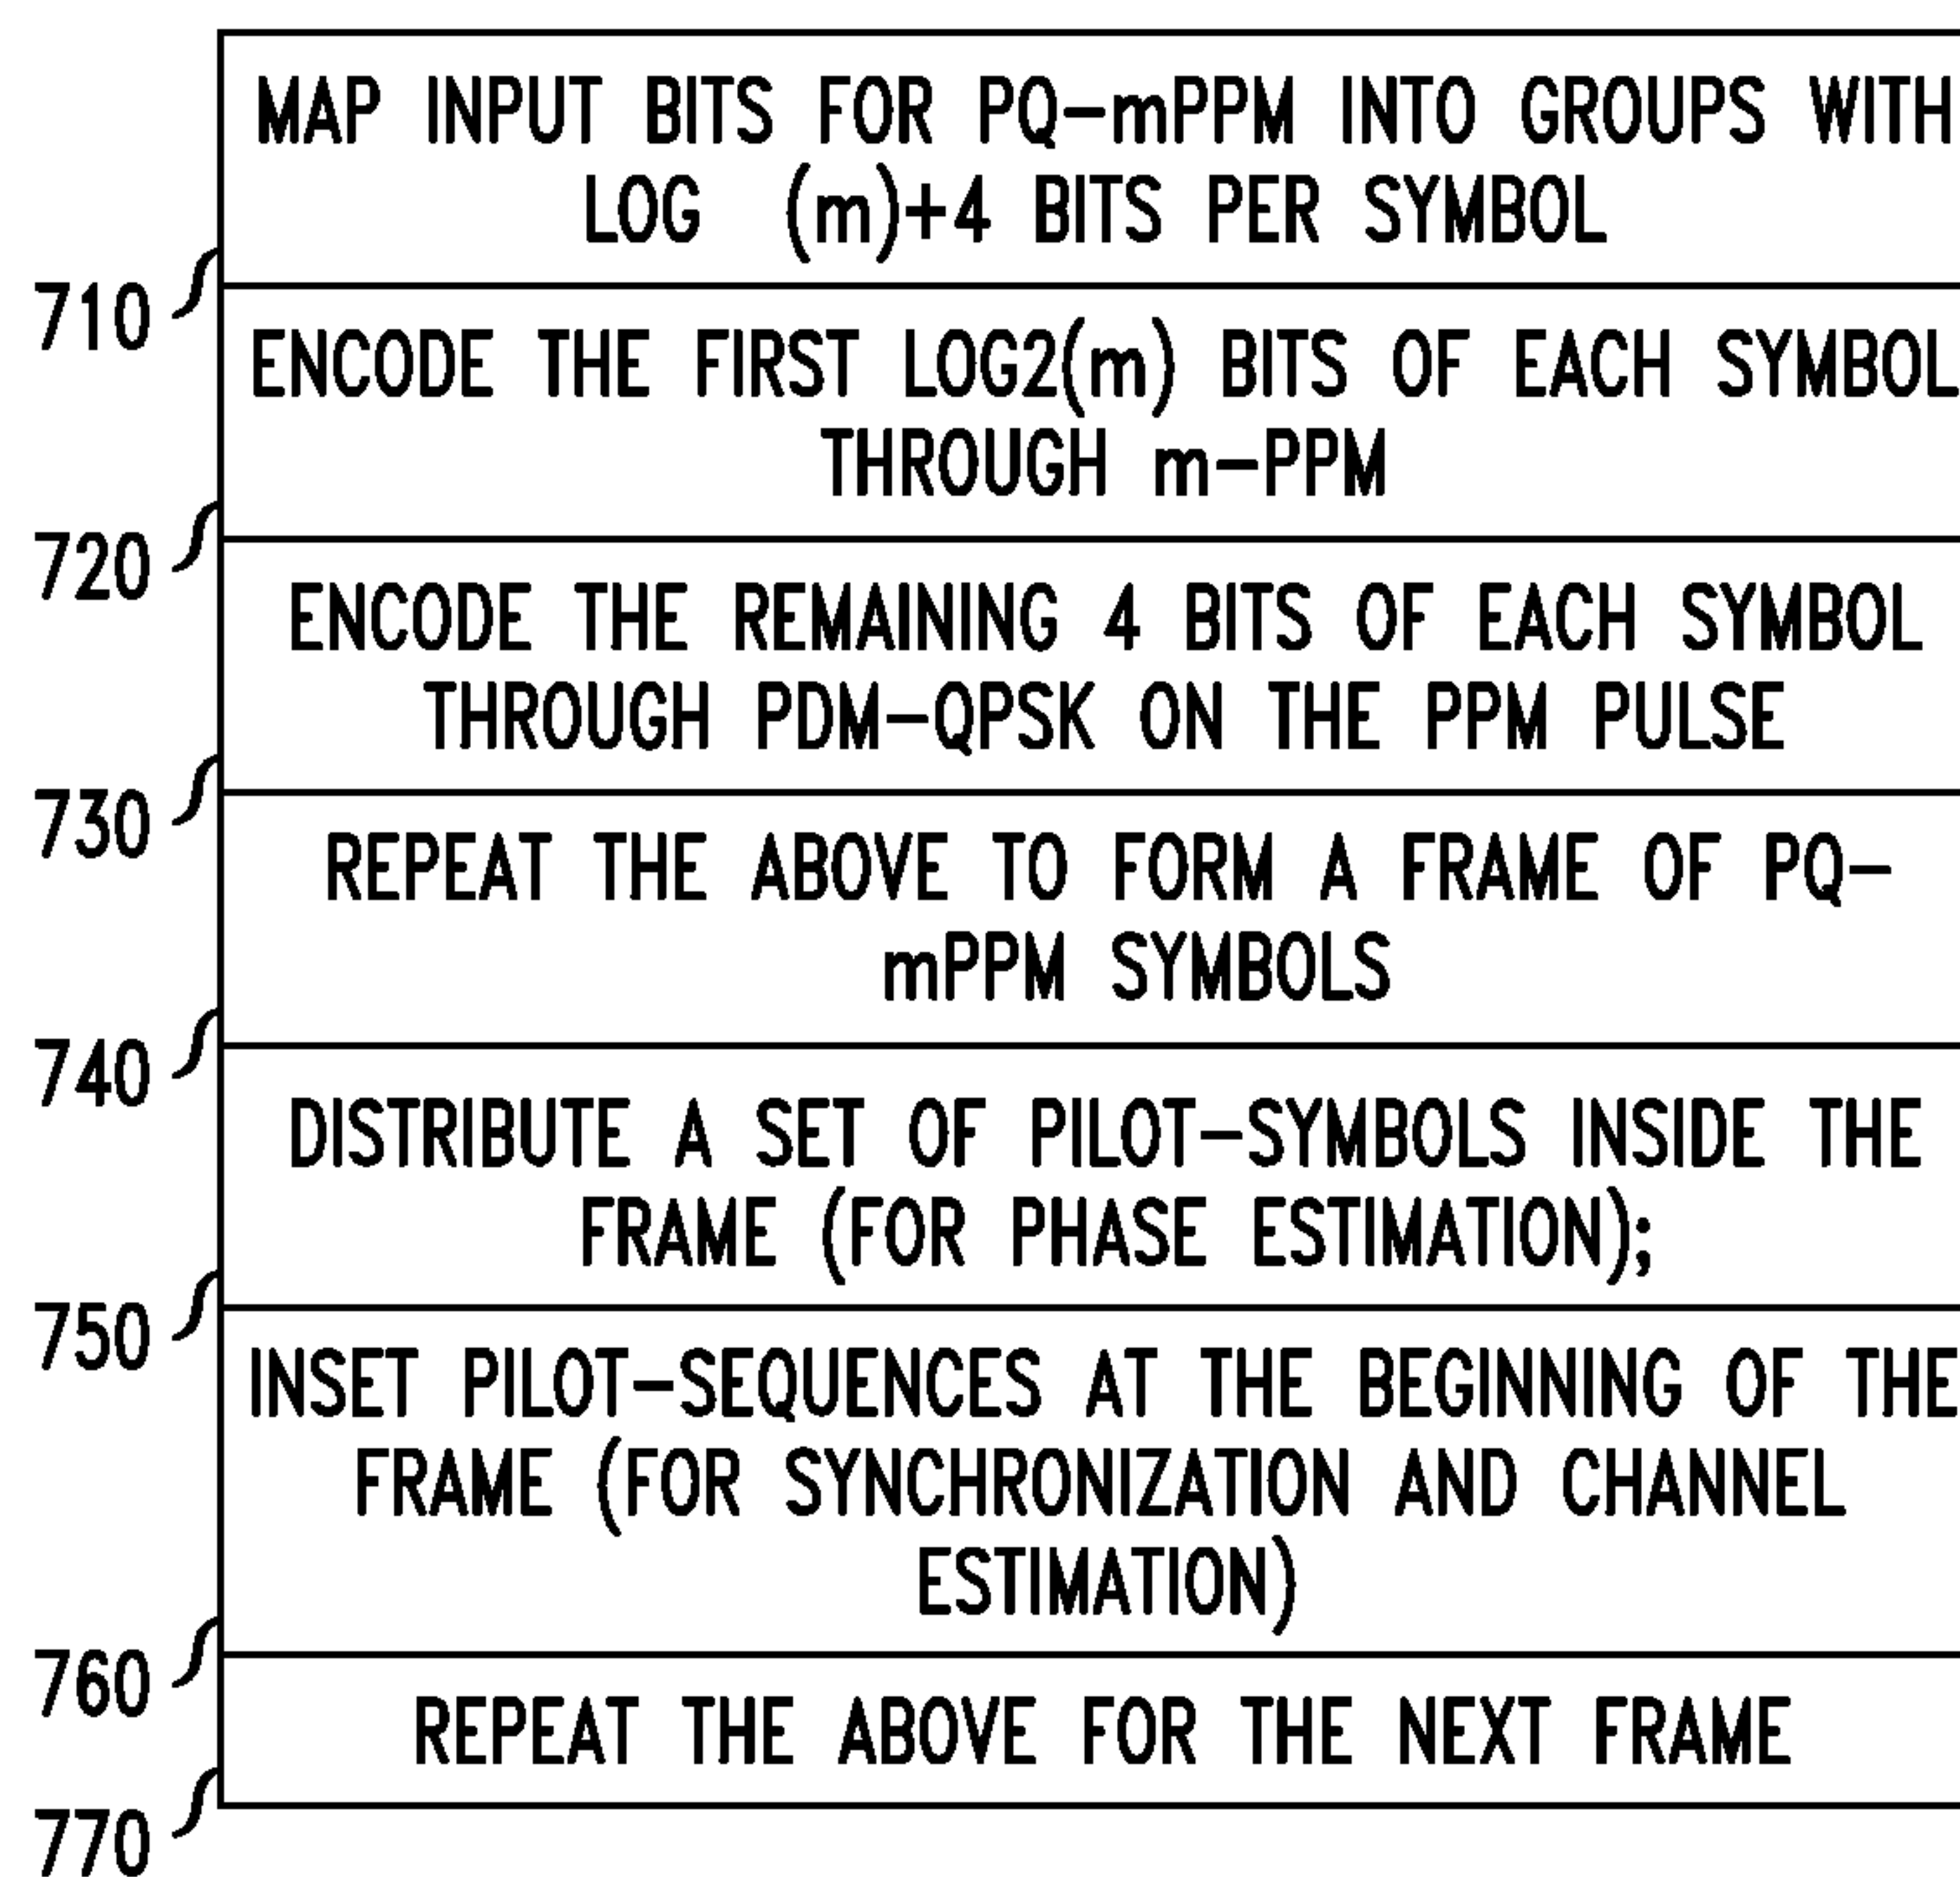 MAP INPUT BITS FOR PQ-mPPM INTO GROUPS WITH
LOG (m)+4 BITS PER SYMBOL
710
ENCODE THE FIRST LOG2(m) BITS OF EACH SYMBOL
THROUGH m-PPM
720
ENCODE THE REMAINING 4 BITS OF EACH SYMBOL
THROUGH PDM-QPSK ON THE PPM PULSE
730
REPEAT THE ABOVE TO FORM A FRAME OF PQ-
mPPM SYMBOLS
740
DISTRIBUTE A SET OF PILOT-SYMBOLS INSIDE THE
FRAME (FOR PHASE ESTIMATION);
750
INSET PILOT-SEQUENCES AT THE BEGINNING OF THE
FRAME (FOR SYNCHRONIZATION AND CHANNEL
ESTIMATION)
760
REPEAT THE ABOVE FOR THE NEXT FRAME
770